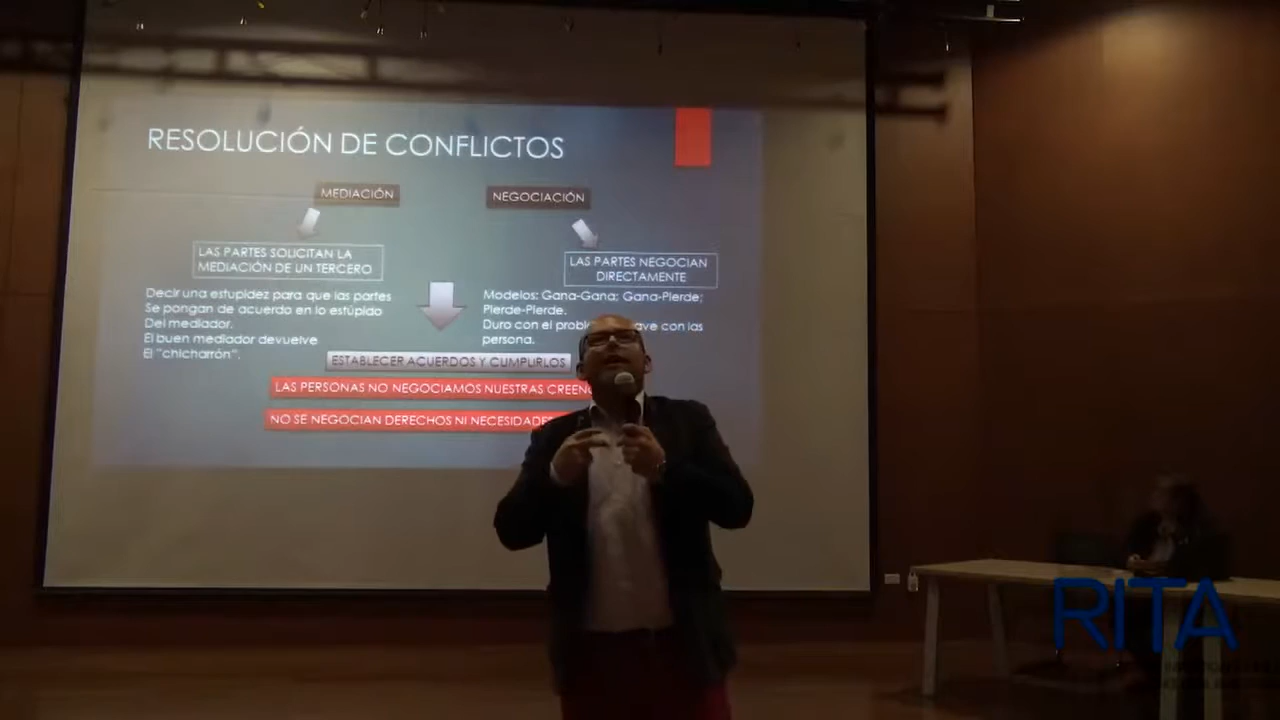 RESOLUCIÓN DE CONFLICTOS
MEDIACIÓN
NEGOCIACIÓN
LAS PARTES SOLICITAN LA
MEDIACIÓN DE UN TERCERO
LAS PARTES NEGOCIAN
DIRECTAMENTE
Decir una estupidez para que las partes
Se pongan de acuerdo en lo estúpido
Del mediador.
El buen mediador devuelve
El "chicharrón".
Modelos: Gana-Gana; Gana-Pierde;
Pierde-Pierde.
Duro con el con las
persona.
ESTABLECER ACUERDOS Y CUMPLIRLOS
LAS PERSONAS NO NEGOCIAMOS NUESTRAS
NO SE NEGOCIAN DERECHOS NI
RITA